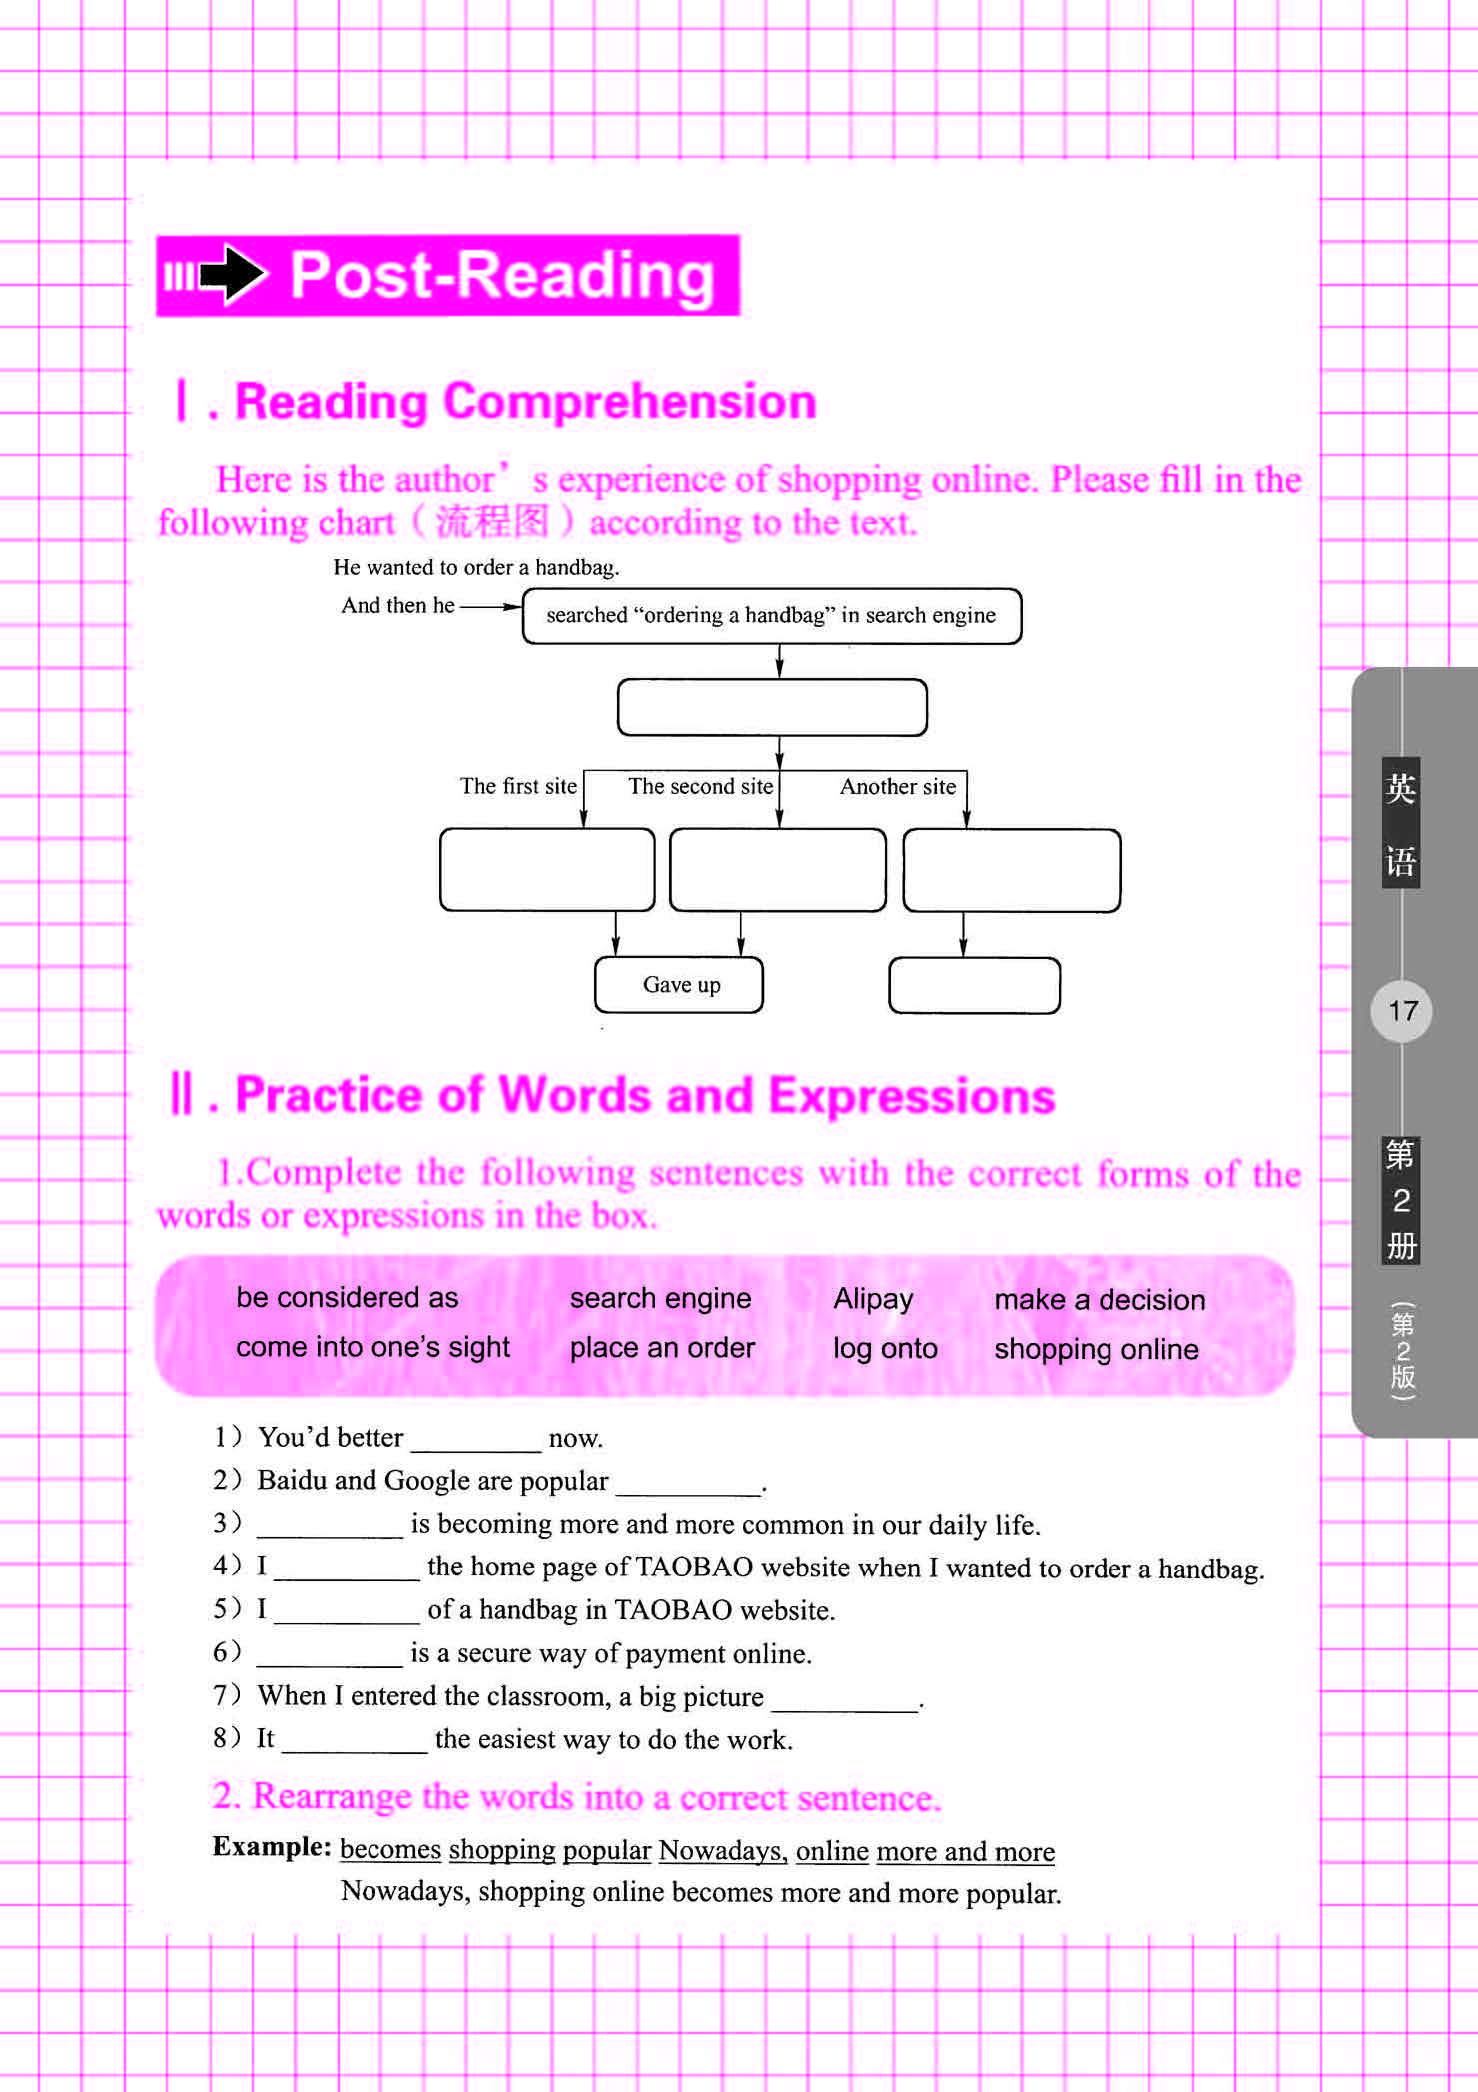 Post-Reading
Ⅰ. Reading Comprehension
Here is the author’s experience of shopping online. Please fill in the
following chart（流程图）according to the text.
He wanted to order a handbag.
And then he
searched “ordering a handbag” in search engine
The first site
The second site
Another site
Gave up
Ⅱ. Practice of Words and Expressions
1.Complete the following sentences with the correct forms of the
words or expressions in the box.
be considered as search engine Alipay make a decision
come into one’s sight place an order log onto shopping online
1）You’d better _________ now.
2）Baidu and Google are popular __________.
3）__________ is becoming more and more common in our daily life.
4）I __________ the home page of TAOBAO website when I wanted to order a handbag.
5）I __________ of a handbag in TAOBAO website.
6）__________ is a secure way of payment online.
7）When I entered the classroom, a big picture __________.
8）It __________ the easiest way to do the work.
2. Rearrange the words into a correct sentence.
Example: becomes shopping popular Nowadays, online more and more
Nowadays, shopping online becomes more and more popular.
英语
17
第2册
（第2版）